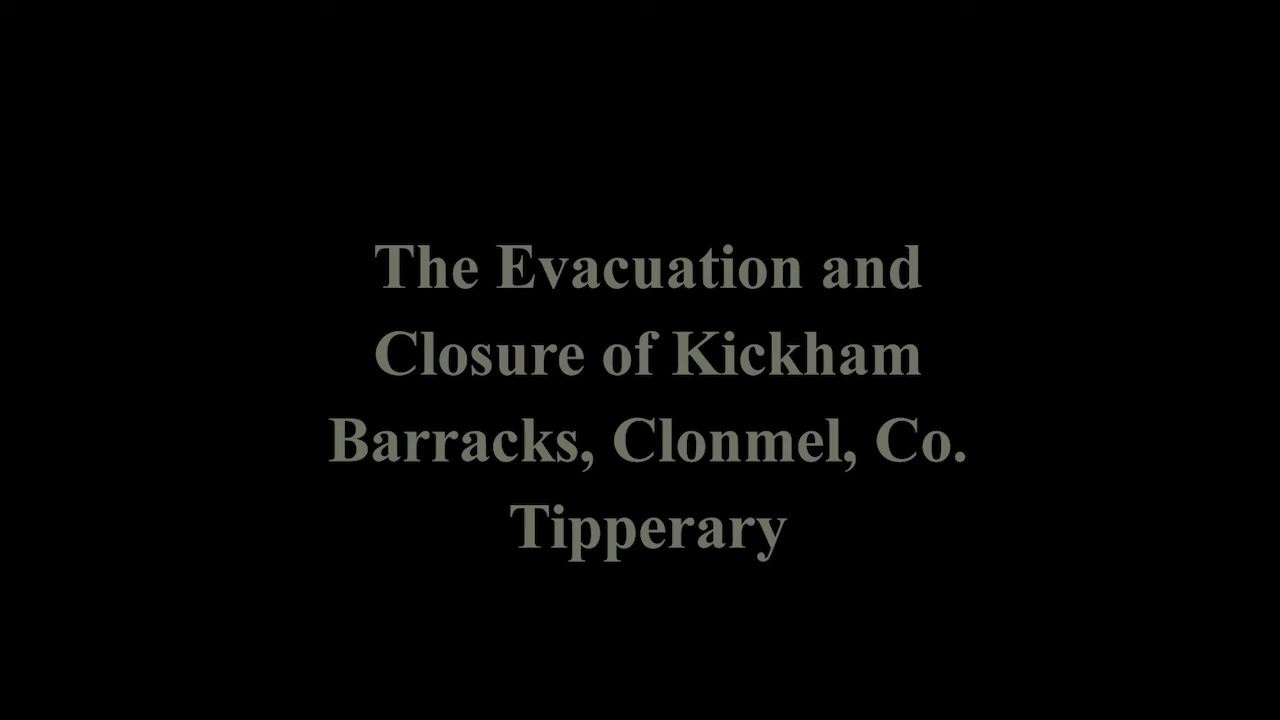 The Evacuation and
Closure of Kickham
Barracks, Clonmel, Co.
Tipperary